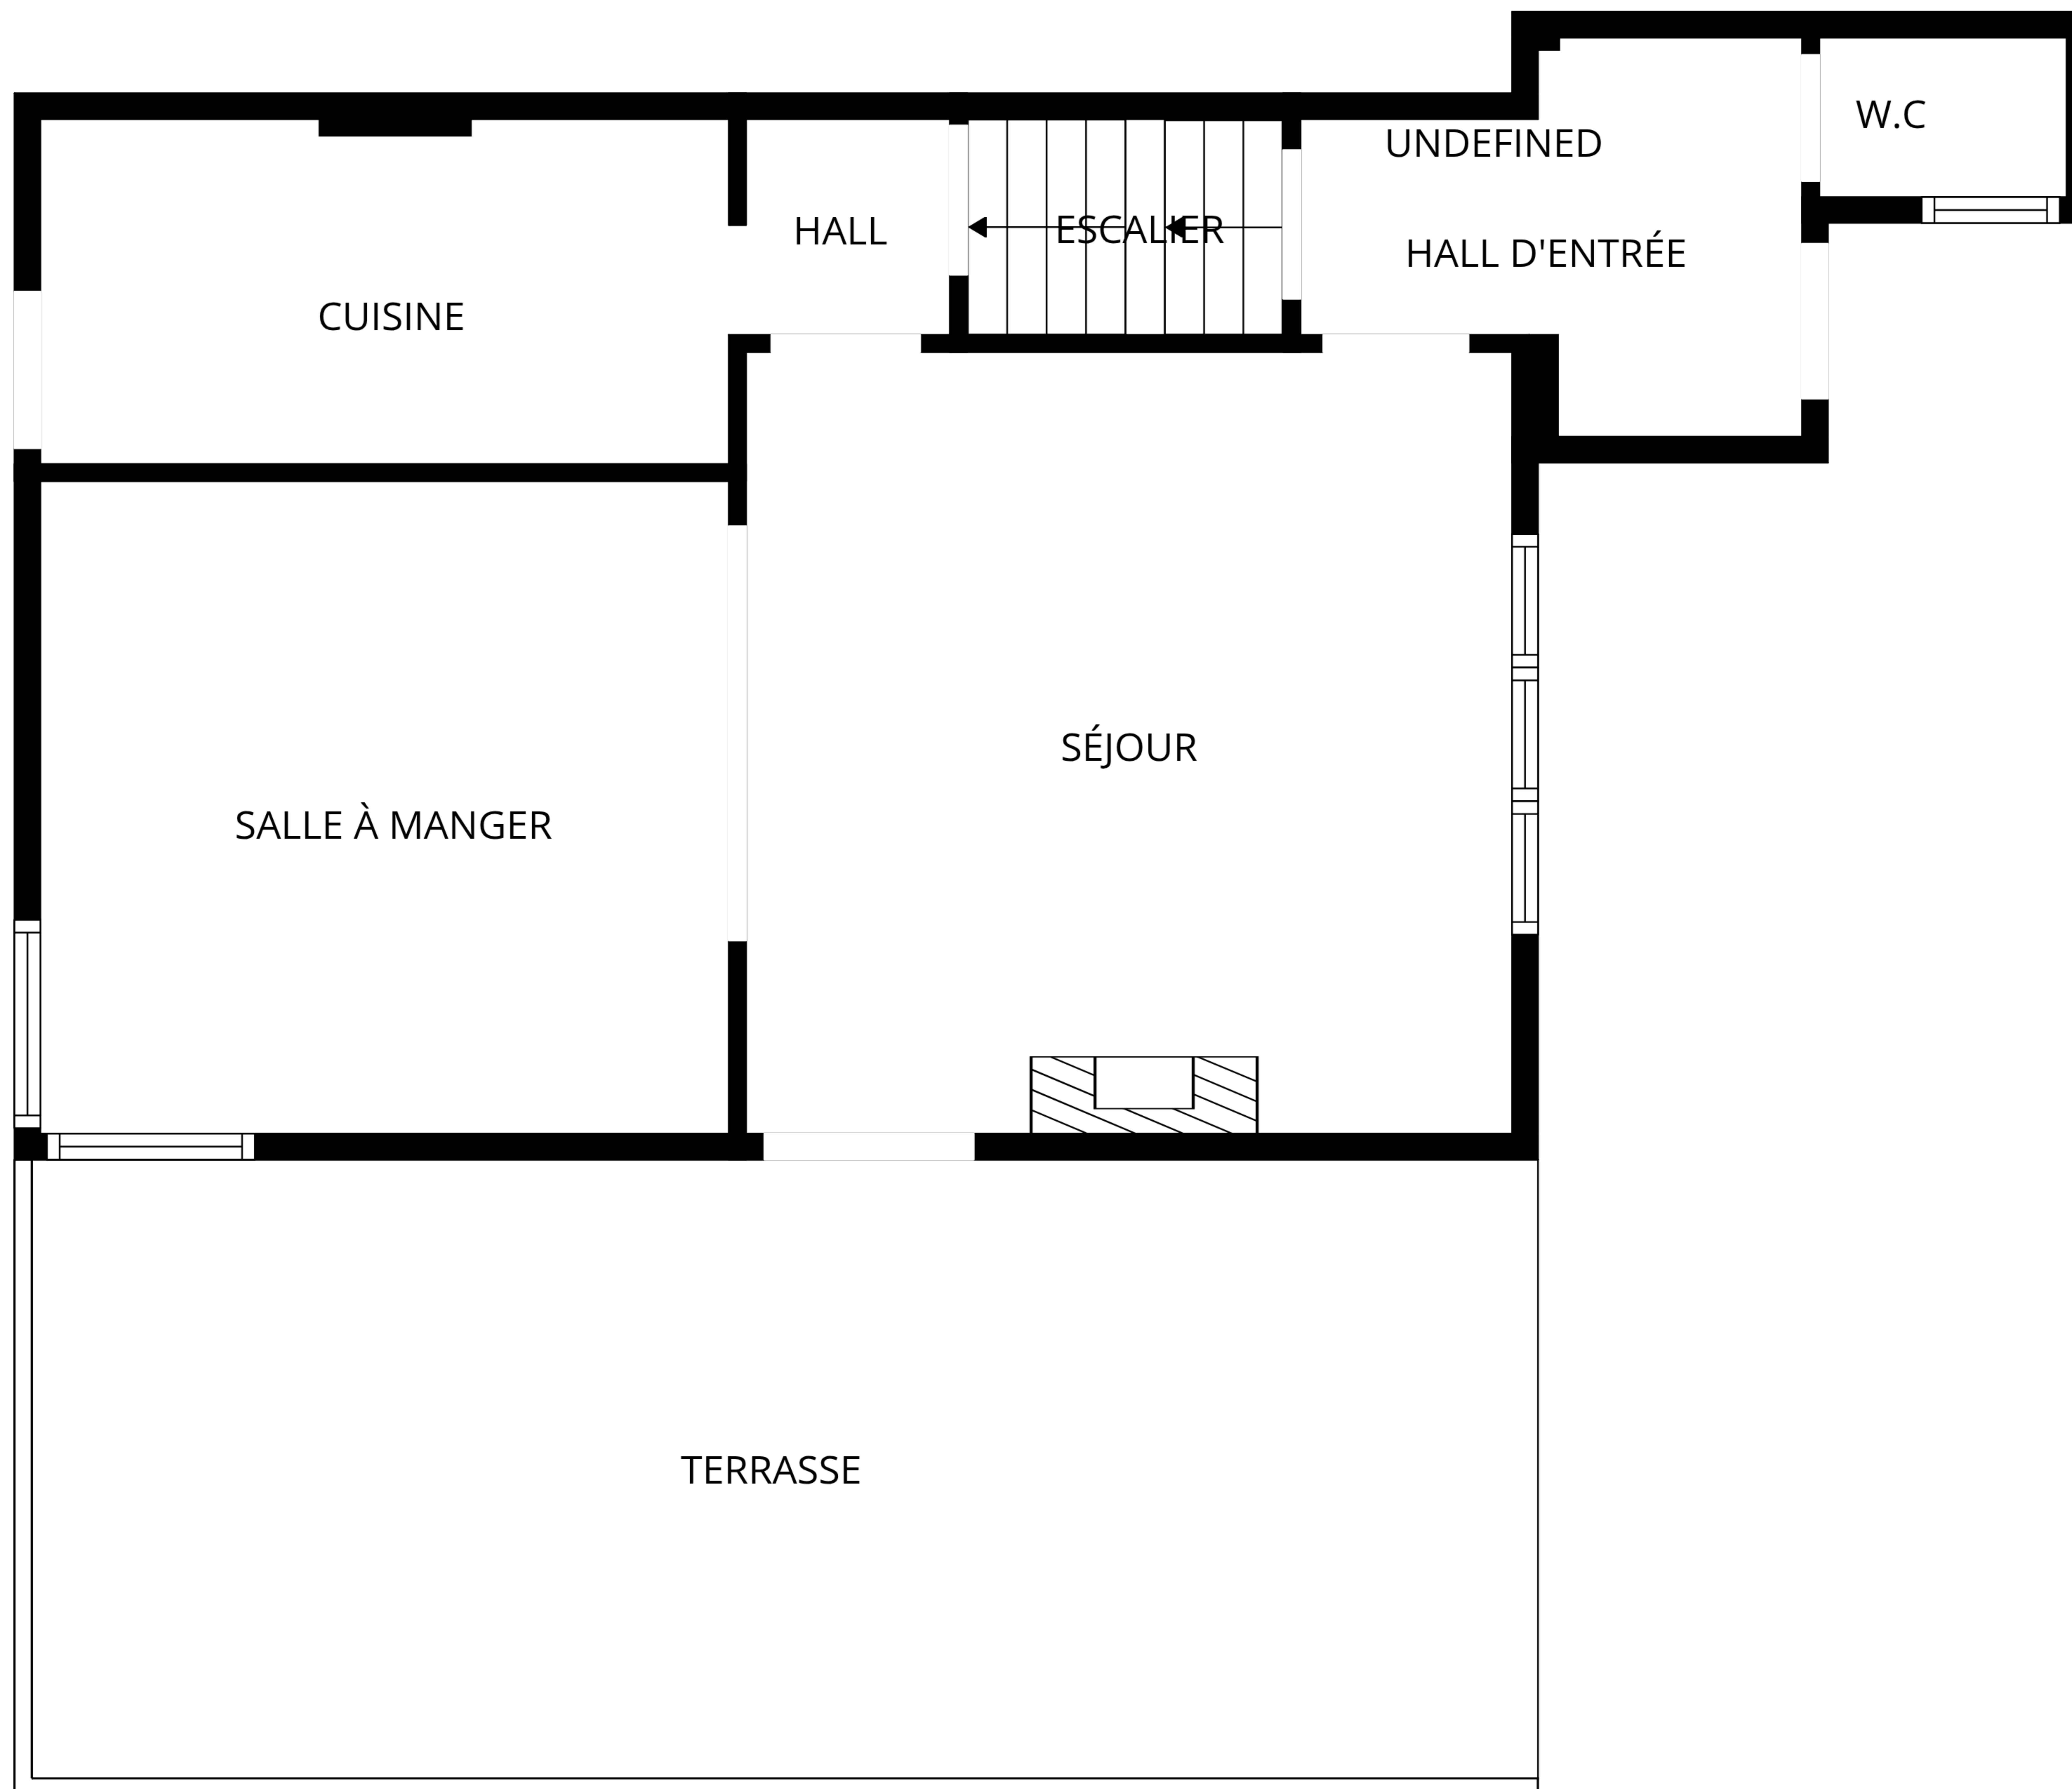 W.C
UNDEFINED
HALL
ESCALIER
HALL D'ENTRÉE
CUISINE
SÉJOUR
SALLE À MANGER
TERRASSE